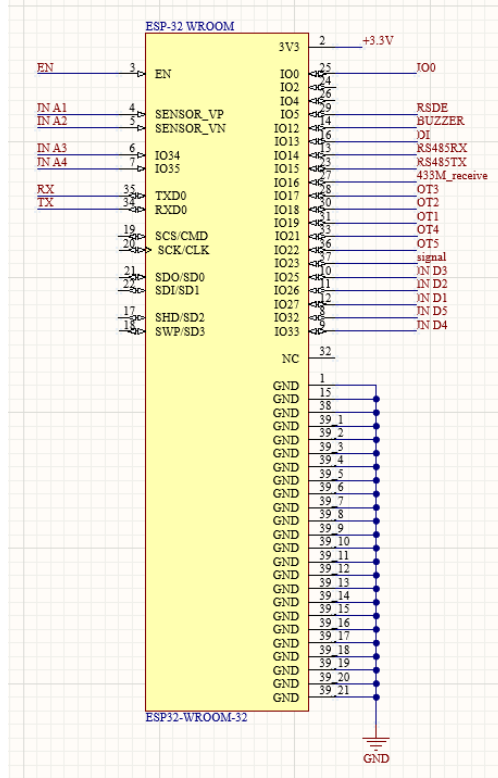 ESP-32 WROOM
3V3 2 +3.3V
EN 3 EN IO0 25 IO0
IO2 24
IO4 26
IN A1 4 SENSOR_VP IO5 29 RSDE
IN A2 5 SENSOR_VN IO12 14 BUZZER
IO13 16
IN A3 6 IO34 IO14 13 RS485RX
IN A4 7 IO35 IO15 23 RS485TX
IO16 27 433M_receive
RX 35 TXD0 IO17 28 OT3
TX 34 RXD0 IO18 30 OT2
IO19 31 OT1
19 SCS/CMD IO21 33 OT4
20 SCK/CLK IO22 36 OT5
IO23 37 signal
21 SDO/SD0 IO25 10 IN D3
22 SDI/SD1 IO26 11 IN D2
IO27 12 IN D1
17 SHD/SD2 IO32 8 IN D5
18 SWP/SD3 IO33 9 IN D4
NC 32
GND 1
GND 15
GND 38
GND 39_1
GND 39_2
GND 39_3
GND 39_4
GND 39_5
GND 39_6
GND 39_7
GND 39_8
GND 39_9
GND 39_10
GND 39_11
GND 39_12
GND 39_13
GND 39_14
GND 39_15
GND 39_16
GND 39_17
GND 39_18
GND 39_19
GND 39_20
GND 39_21
ESP32-WROOM-32
GND